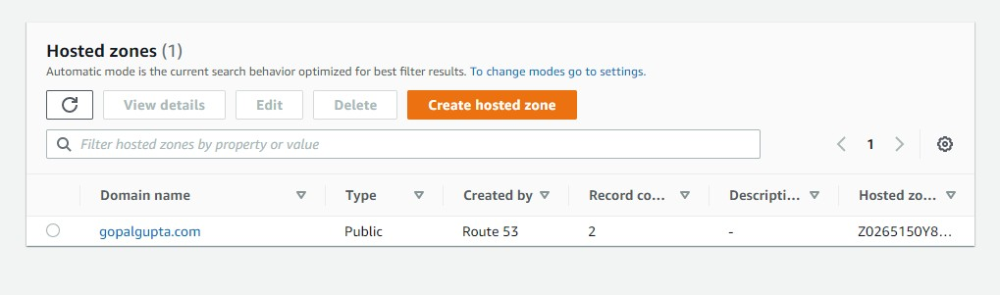 Hosted zones (1)
Automatic mode is the current search behavior optimized for best filter results. To change modes go to settings.
View details Edit Delete Create hosted zone
Filter hosted zones by property or value 1
Domain name Type Created by Record co... Descripti... Hosted zo...
gopalgupta.com Public Route 53 2 - Z0265150Y8...